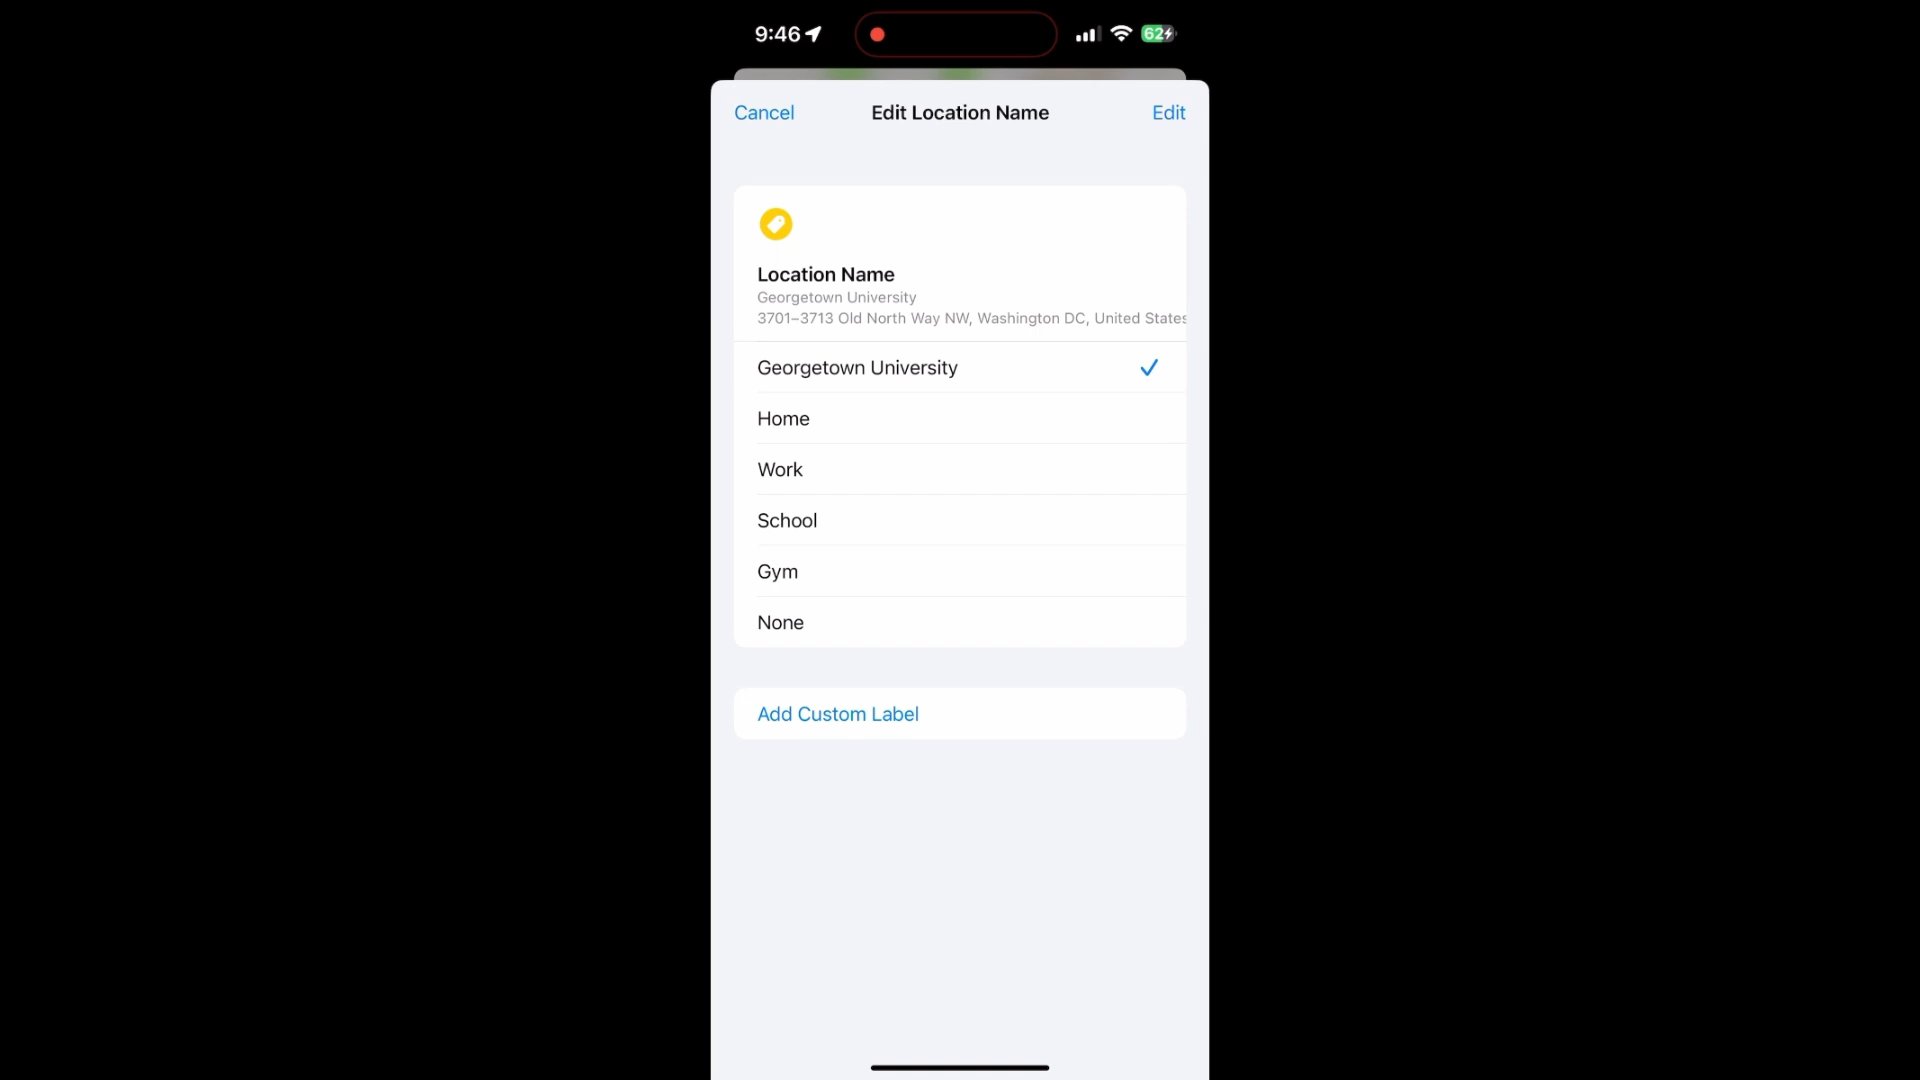 9:46
62
Cancel
Edit Location Name
Edit
Location Name
Georgetown University
3701–3713 Old North Way NW, Washington DC, United States
Georgetown University
Home
Work
School
Gym
None
Add Custom Label